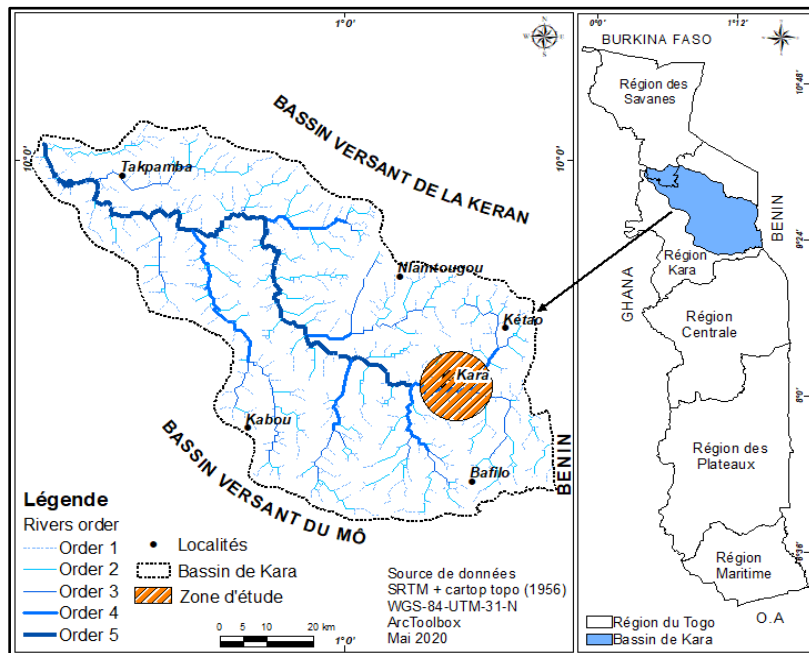 1°0'
10°0'
BASSIN VERSANT DE LA KERAN
Takpamba
Niamtougou
Kétao
Kara
Kabou
Bafilo
BASSIN VERSANT DU MÔ
BENIN
Légende
Rivers order
Order 1
Order 2
Order 3
Order 4
Order 5
Localités
Bassin de Kara
Zone d'étude
0 5 10 20 km
Source de données
SRTM + cartop topo (1956)
WGS-84-UTM-31-N
ArcToolbox
Mai 2020
1°0'
10°0'
0°0'
1°12'
BURKINA FASO
Région des
Savanes
10°48'
BENIN
9°24'
Région
Kara
GHANA
Région
Centrale
8°0'
Région des
Plateaux
Région
Maritime
O.A
Région du Togo
Bassin de Kara